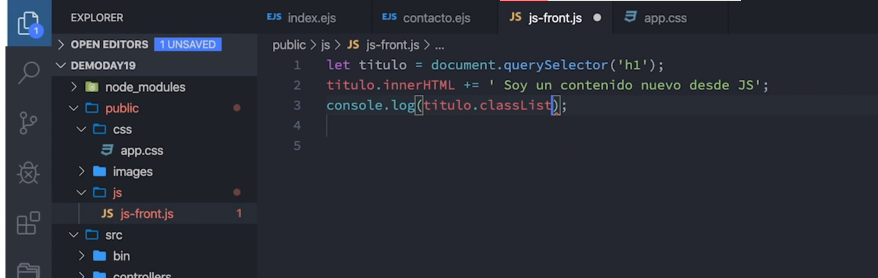 EXPLORER
OPEN EDITORS 1 UNSAVED
DEMODAY19
node_modules
public
css
app.css
images
js
JS js-front.js 1
src
bin
controllers
EJS index.ejs
EJS contacto.ejs
JS js-front.js
app.css
public > js > JS js-front.js > ...
1 let titulo = document.querySelector('h1');
2 titulo.innerHTML += ' Soy un contenido nuevo desde JS';
3 console.log(titulo.classList);
4
5
1